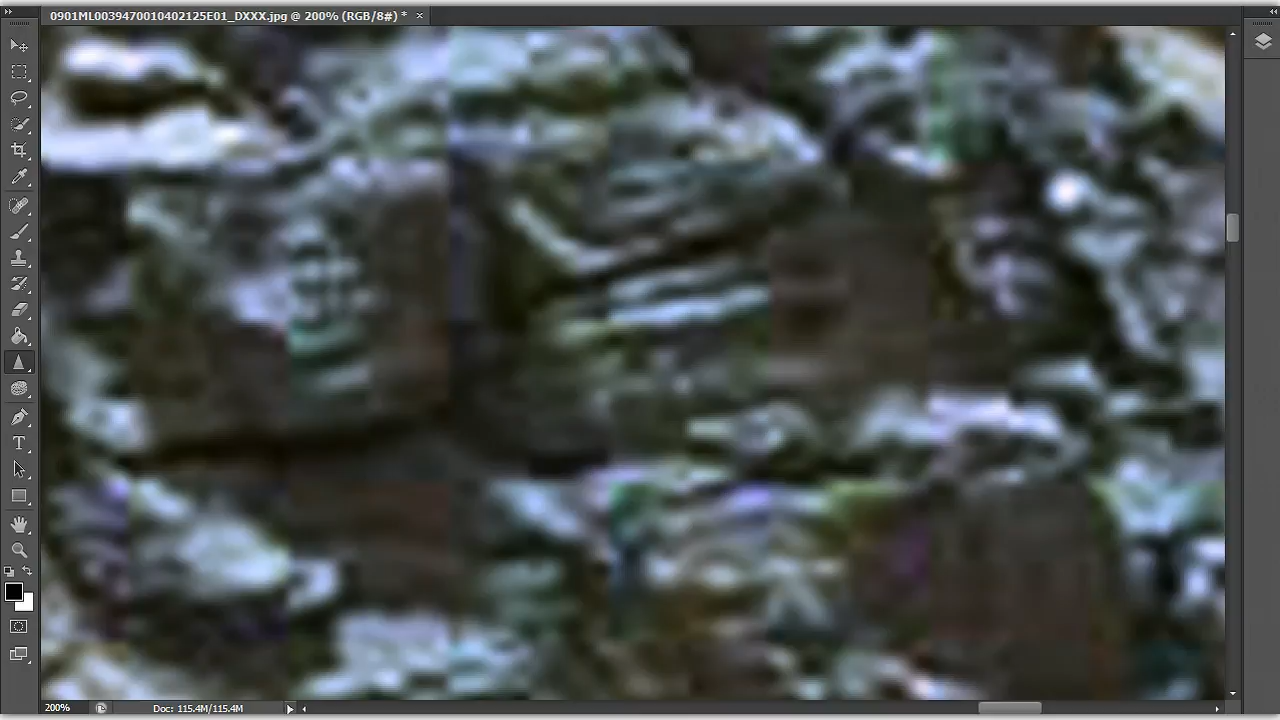 0901ML0039470010402125E01_DXXX.jpg @ 200% (RGB/8#) * ×
T
200% Doc: 115.4M/115.4M